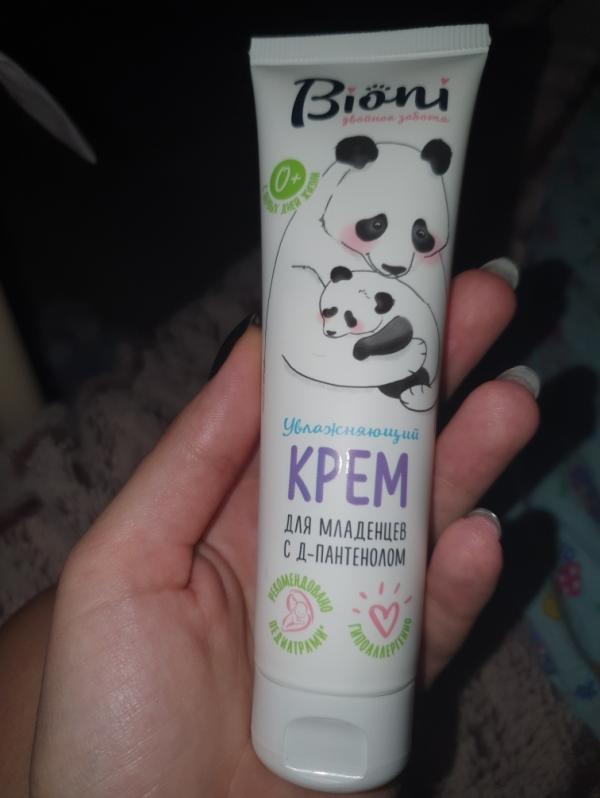 Bioni
двойная забота
0+
с первых дней жизни
Увлажняющий
КРЕМ
ДЛЯ МЛАДЕНЦЕВ
С Д-ПАНТЕНОЛОМ
РЕКОМЕНДОВАНО
ПЕДИАТРАМИ*
ГИПОАЛЛЕРГЕННО